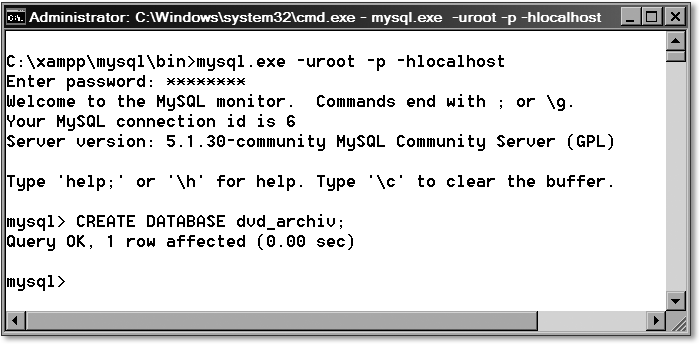 Administrator: C:\Windows\system32\cmd.exe - mysql.exe -uroot -p -hlocalhost
C:\xampp\mysql\bin>mysql.exe -uroot -p -hlocalhost
Enter password: ********
Welcome to the MySQL monitor.  Commands end with ; or \g.
Your MySQL connection id is 6
Server version: 5.1.30-community MySQL Community Server (GPL)
Type 'help;' or '\h' for help. Type '\c' to clear the buffer.
mysql> CREATE DATABASE dvd_archiv;
Query OK, 1 row affected (0.00 sec)
mysql>